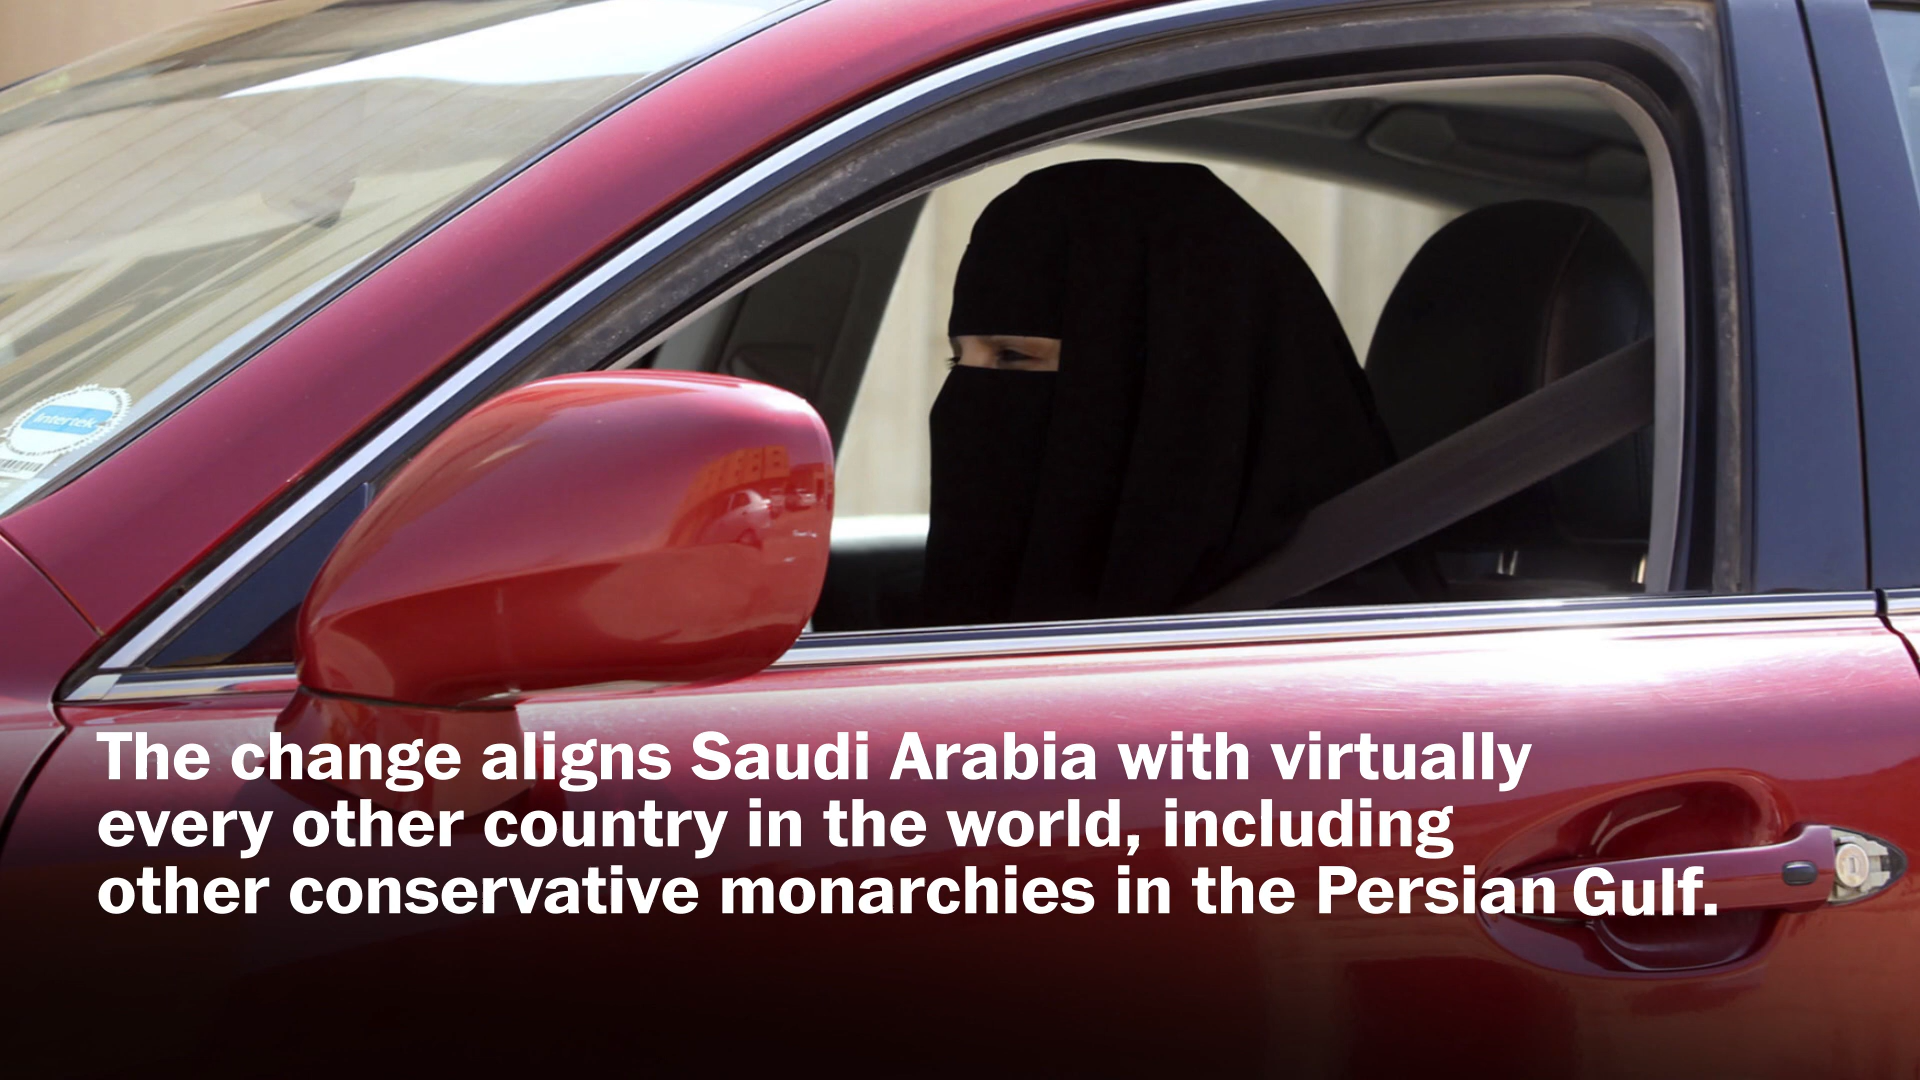 Intertek
The change aligns Saudi Arabia with virtually
every other country in the world, including
other conservative monarchies in the Persian Gulf.